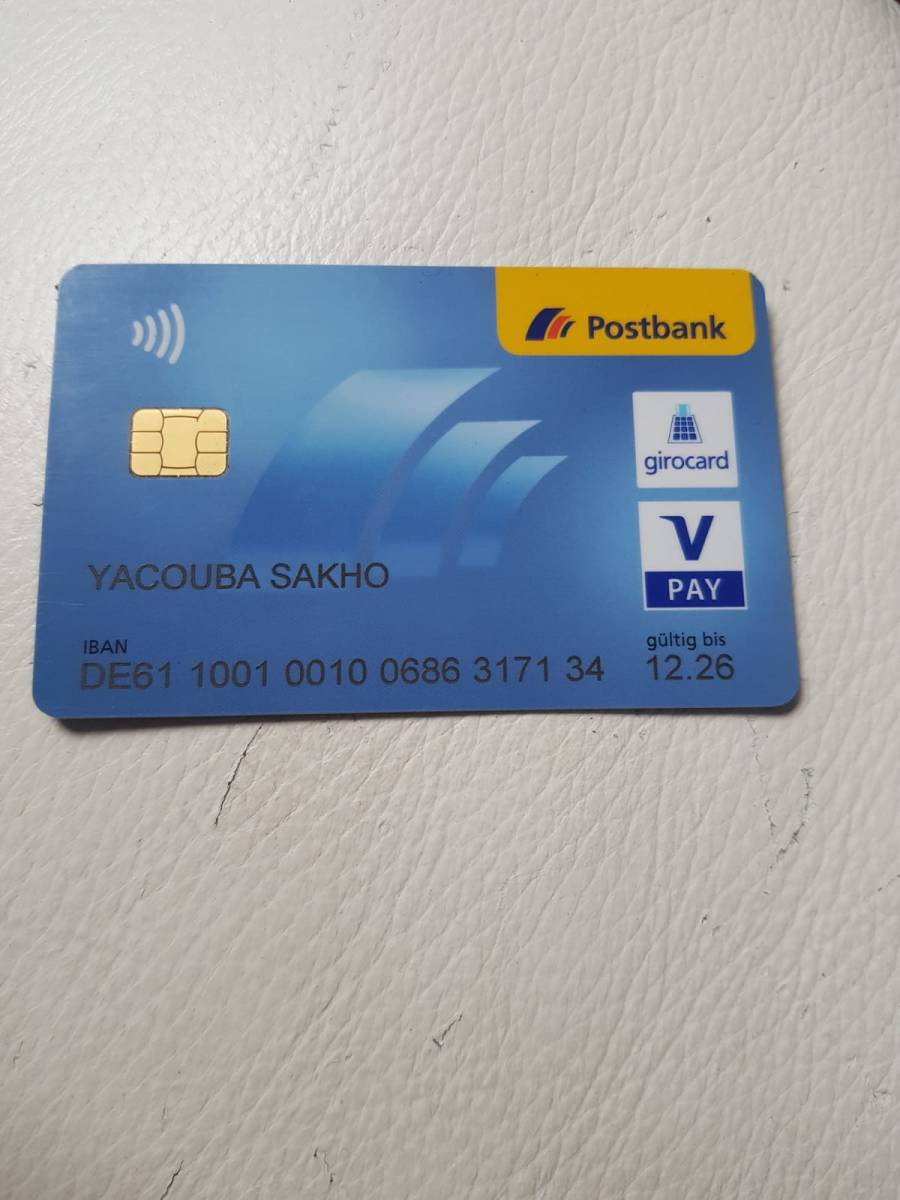 Postbank
girocard
V
PAY
YACOUBA SAKHO
IBAN
DE61 1001 0010 0686 3171 34
gültig bis
12.26